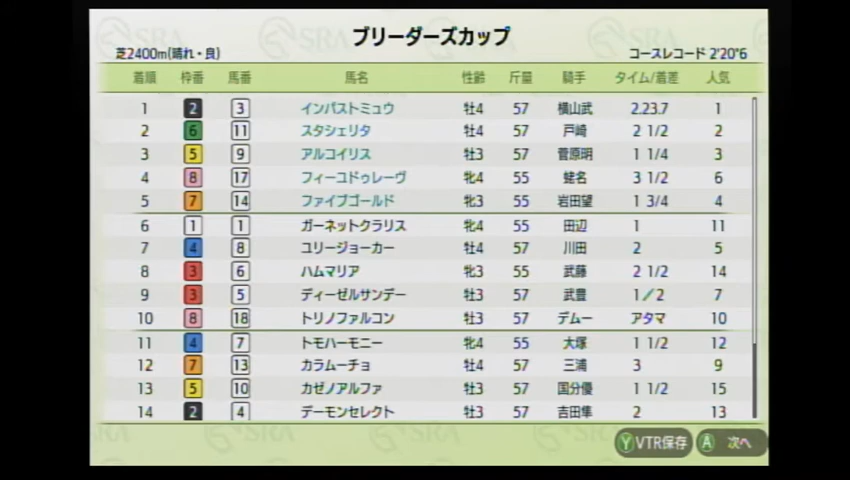 ブリーダーズカップ
芝2400m(晴れ・良) コースレコード 2'20"6
着順 枠番 馬番 馬名 性齢 斤量 騎手 タイム/着差 人気
1 2 3 インパストミュウ 牡4 57 横山武 2.23.7 1
2 6 11 スタシェリタ 牡4 57 戸崎 2 1/2 2
3 5 9 アルコイリス 牡3 57 菅原明 1 1/4 3
4 8 17 フィーユドゥレーヴ 牝4 55 蛯名 3 1/2 6
5 7 14 ファイブゴールド 牝3 55 岩田望 1 3/4 4
6 1 1 ガーネットクラリス 牝4 55 田辺 1 11
7 4 8 ユリージョーカー 牡4 57 川田 2 5
8 3 6 ハムマリア 牝3 55 武藤 2 1/2 14
9 3 5 ディーゼルサンデー 牡3 57 武豊 1/2 7
10 8 18 トリノファルコン 牡3 57 デムー アタマ 10
11 4 7 トモハーモニー 牝4 55 大塚 1 1/2 12
12 7 13 カラムーチョ 牡4 57 三浦 3 9
13 5 10 カゼノアルファ 牡3 57 国分優 1 1/2 15
14 2 4 デーモンセレクト 牡3 57 吉田隼 2 13
Y VTR保存 A 次へ